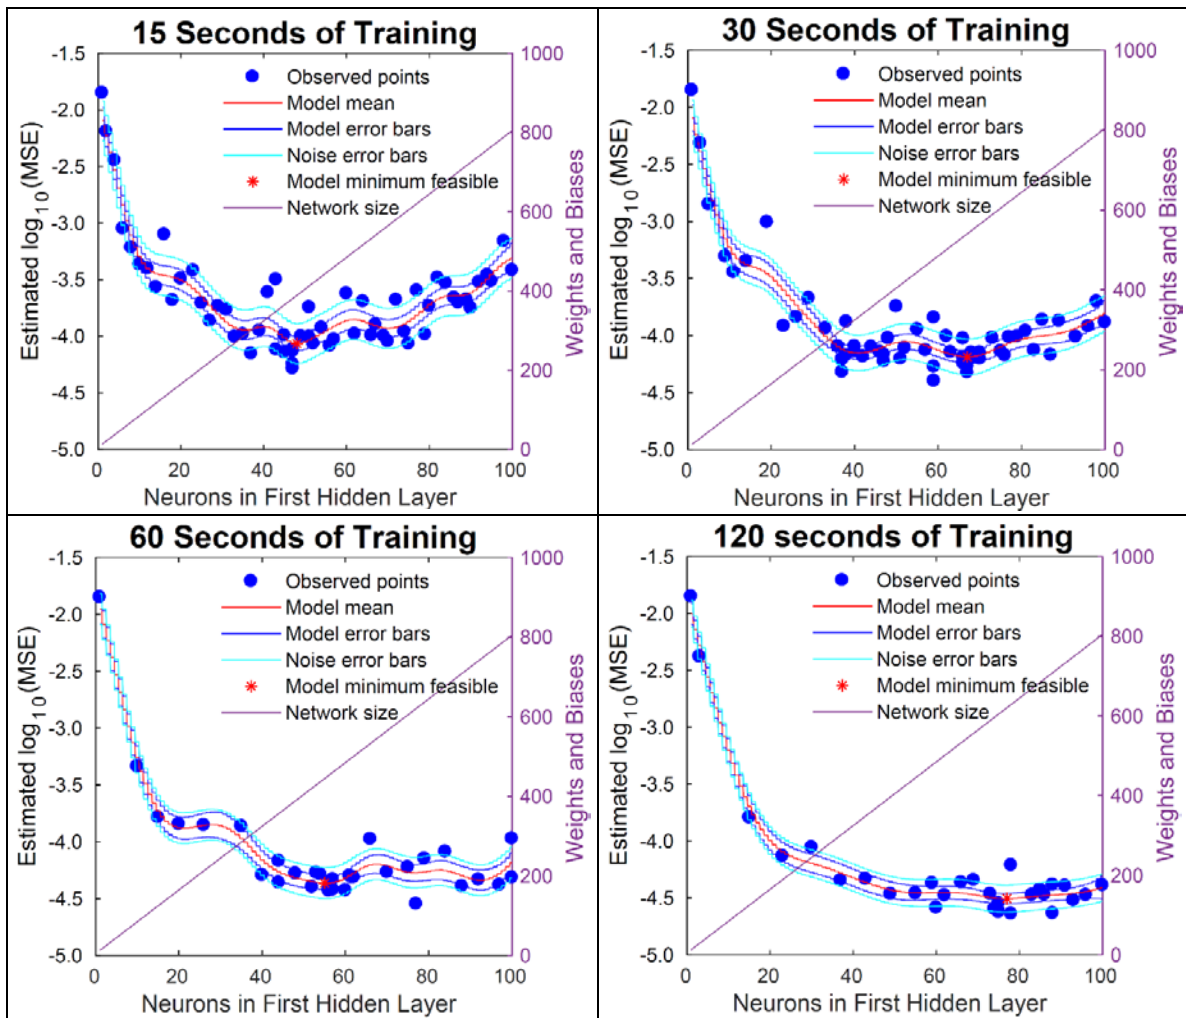 15 Seconds of Training
Estimated log10(MSE)
-1.5
-2.0
-2.5
-3.0
-3.5
-4.0
-4.5
-5.0
Observed points
Model mean
Model error bars
Noise error bars
Model minimum feasible
Network size
1000
800
600
400
200
0
Weights and Biases
0 20 40 60 80 100
Neurons in First Hidden Layer
30 Seconds of Training
Estimated log10(MSE)
-1.5
-2.0
-2.5
-3.0
-3.5
-4.0
-4.5
-5.0
Observed points
Model mean
Model error bars
Noise error bars
Model minimum feasible
Network size
1000
800
600
400
200
0
Weights and Biases
0 20 40 60 80 100
Neurons in First Hidden Layer
60 Seconds of Training
Estimated log10(MSE)
-1.5
-2.0
-2.5
-3.0
-3.5
-4.0
-4.5
-5.0
Observed points
Model mean
Model error bars
Noise error bars
Model minimum feasible
Network size
1000
800
600
400
200
0
Weights and Biases
0 20 40 60 80 100
Neurons in First Hidden Layer
120 seconds of Training
Estimated log10(MSE)
-1.5
-2.0
-2.5
-3.0
-3.5
-4.0
-4.5
-5.0
Observed points
Model mean
Model error bars
Noise error bars
Model minimum feasible
Network size
1000
800
600
400
200
0
Weights and Biases
0 20 40 60 80 100
Neurons in First Hidden Layer